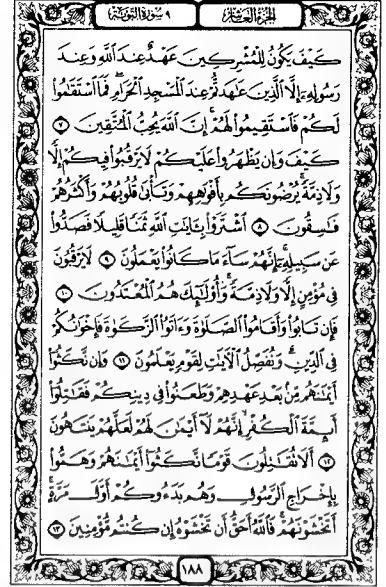 الجزء العاشر
٩ سورة التوبة
كَيْفَ يَكُونُ لِلْمُشْرِكِينَ عَهْدٌ عِندَ ٱللَّهِ وَعِندَ
رَسُولِهِۦٓ إِلَّا ٱلَّذِينَ عَٰهَدتُّمْ عِندَ ٱلْمَسْجِدِ ٱلْحَرَامِ ۖ فَمَا ٱسْتَقَٰمُوا۟
لَكُمْ فَٱسْتَقِيمُوا۟ لَهُمْ ۚ إِنَّ ٱللَّهَ يُحِبُّ ٱلْمُتَّقِينَ ٧
كَيْفَ وَإِن يَظْهَرُوا۟ عَلَيْكُمْ لَا يَرْقُبُوا۟ فِيكُمْ إِلًّا
وَلَا ذِمَّةً ۚ يُرْضُونَكُم بِأَفْوَٰهِهِمْ وَتَأْبَىٰ قُلُوبُهُمْ وَأَكْثَرُهُمْ
فَٰسِقُونَ ٨ ٱشْتَرَوْا۟ بِـَٔايَٰتِ ٱللَّهِ ثَمَنًا قَلِيلًا فَصَدُّوا۟
عَن سَبِيلِهِۦٓ ۚ إِنَّهُمْ سَآءَ مَا كَانُوا۟ يَعْمَلُونَ ٩ لَا يَرْقُبُونَ
فِى مُؤْمِنٍ إِلًّا وَلَا ذِمَّةً ۚ وَأُو۟لَٰٓئِكَ هُمُ ٱلْمُعْتَدُونَ ١٠
فَإِن تَابُوا۟ وَأَقَامُوا۟ ٱلصَّلَوٰةَ وَءَاتَوُا۟ ٱلزَّكَوٰةَ فَإِخْوَٰنُكُمْ
فِى ٱلدِّينِ ۗ وَنُفَصِّلُ ٱلْـَٔايَٰتِ لِقَوْمٍ يَعْلَمُونَ ١١ وَإِن نَّكَثُوٓا۟
أَيْمَٰنَهُم مِّنۢ بَعْدِ عَهْدِهِمْ وَطَعَنُوا۟ فِى دِينِكُمْ فَقَٰتِلُوٓا۟
أَئِمَّةَ ٱلْكُفْرِ ۙ إِنَّهُمْ لَآ أَيْمَٰنَ لَهُمْ لَعَلَّهُمْ يَنتَهُونَ
١٢ أَلَا تُقَٰتِلُونَ قَوْمًا نَّكَثُوٓا۟ أَيْمَٰنَهُمْ وَهَمُّوا۟
بِإِخْرَاجِ ٱلرَّسُولِ وَهُم بَدَءُوكُمْ أَوَّلَ مَرَّةٍ ۚ
أَتَخْشَوْنَهُمْ ۚ فَٱللَّهُ أَحَقُّ أَن تَخْشَوْهُ إِن كُنتُم مُّؤْمِنِينَ ١٣
١٨٨